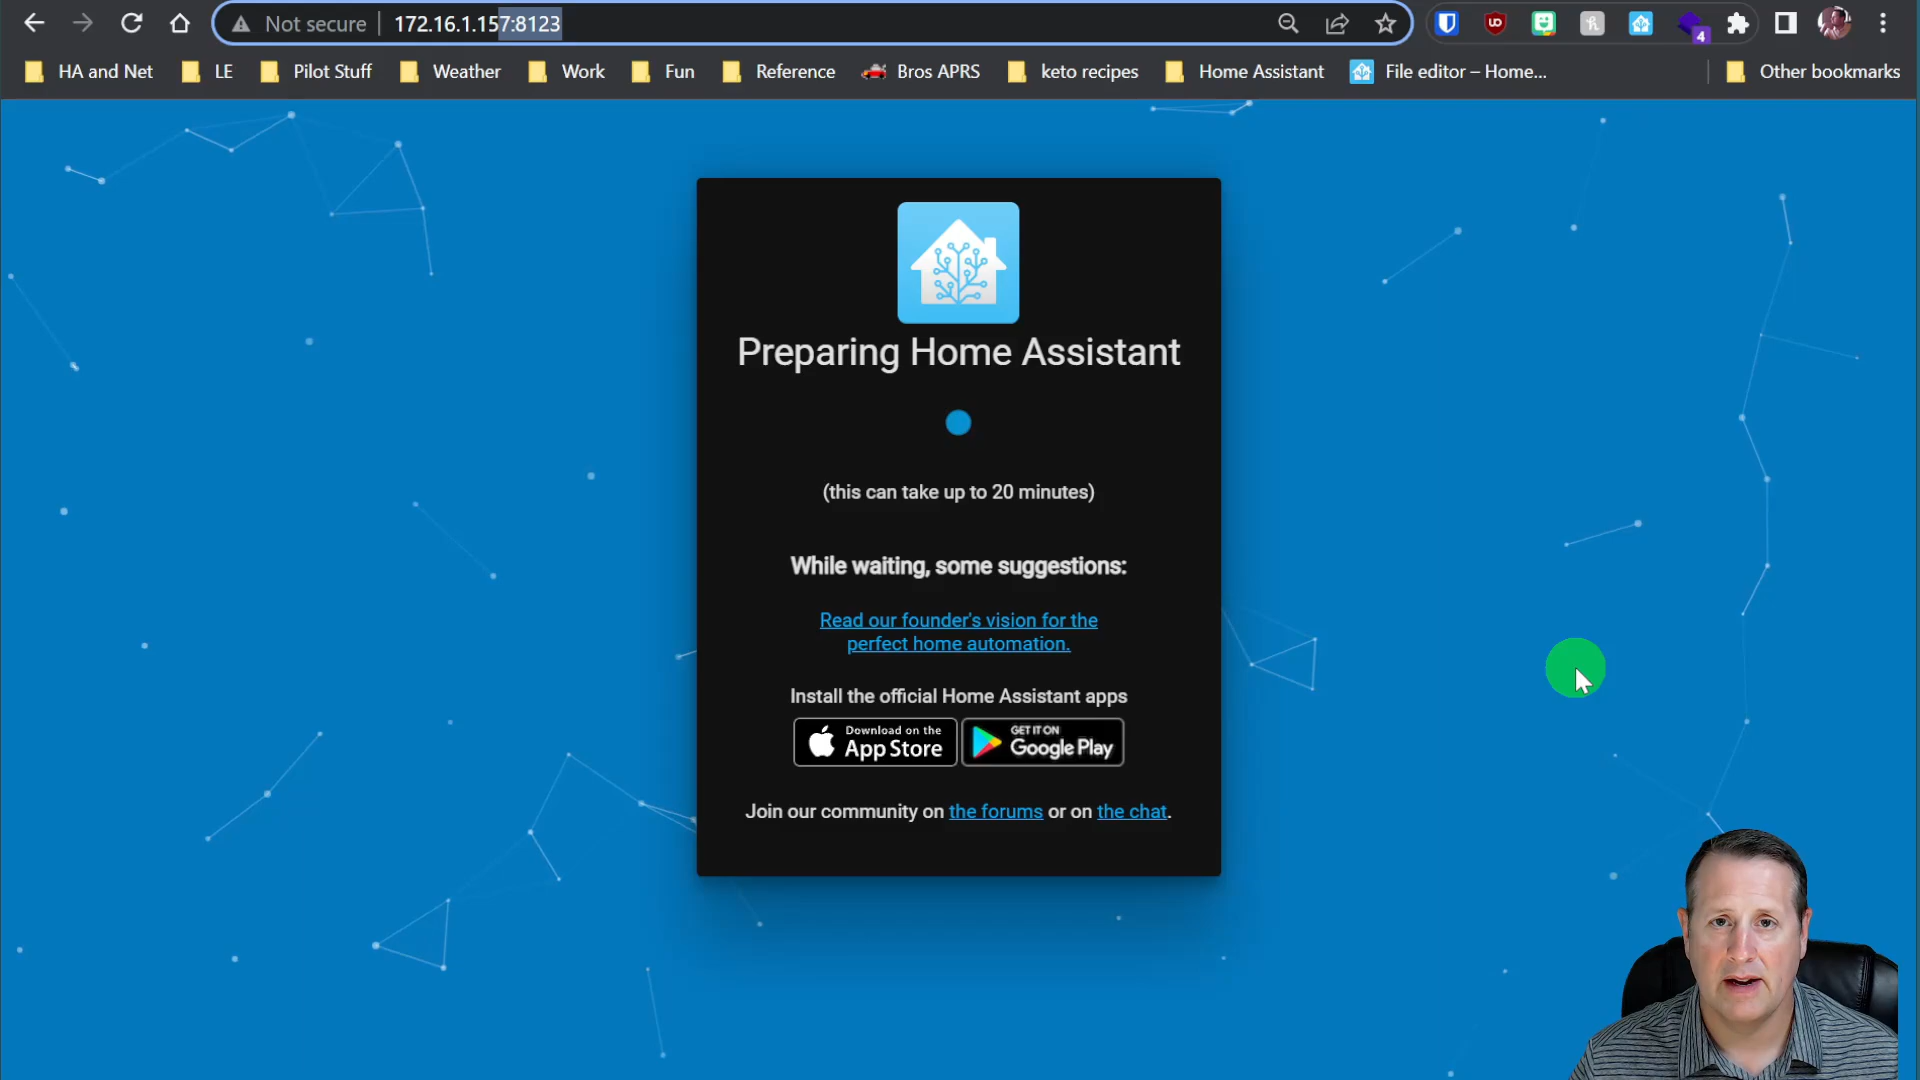 Not secure
172.16.1.157:8123
4
HA and Net
LE
Pilot Stuff
Weather
Work
Fun
Reference
Bros APRS
keto recipes
Home Assistant
File editor – Home...
Other bookmarks
Preparing Home Assistant
(this can take up to 20 minutes)
While waiting, some suggestions:
Read our founder's vision for the
perfect home automation.
Install the official Home Assistant apps
Download on the
App Store
GET IT ON
Google Play
Join our community on the forums or on the chat.